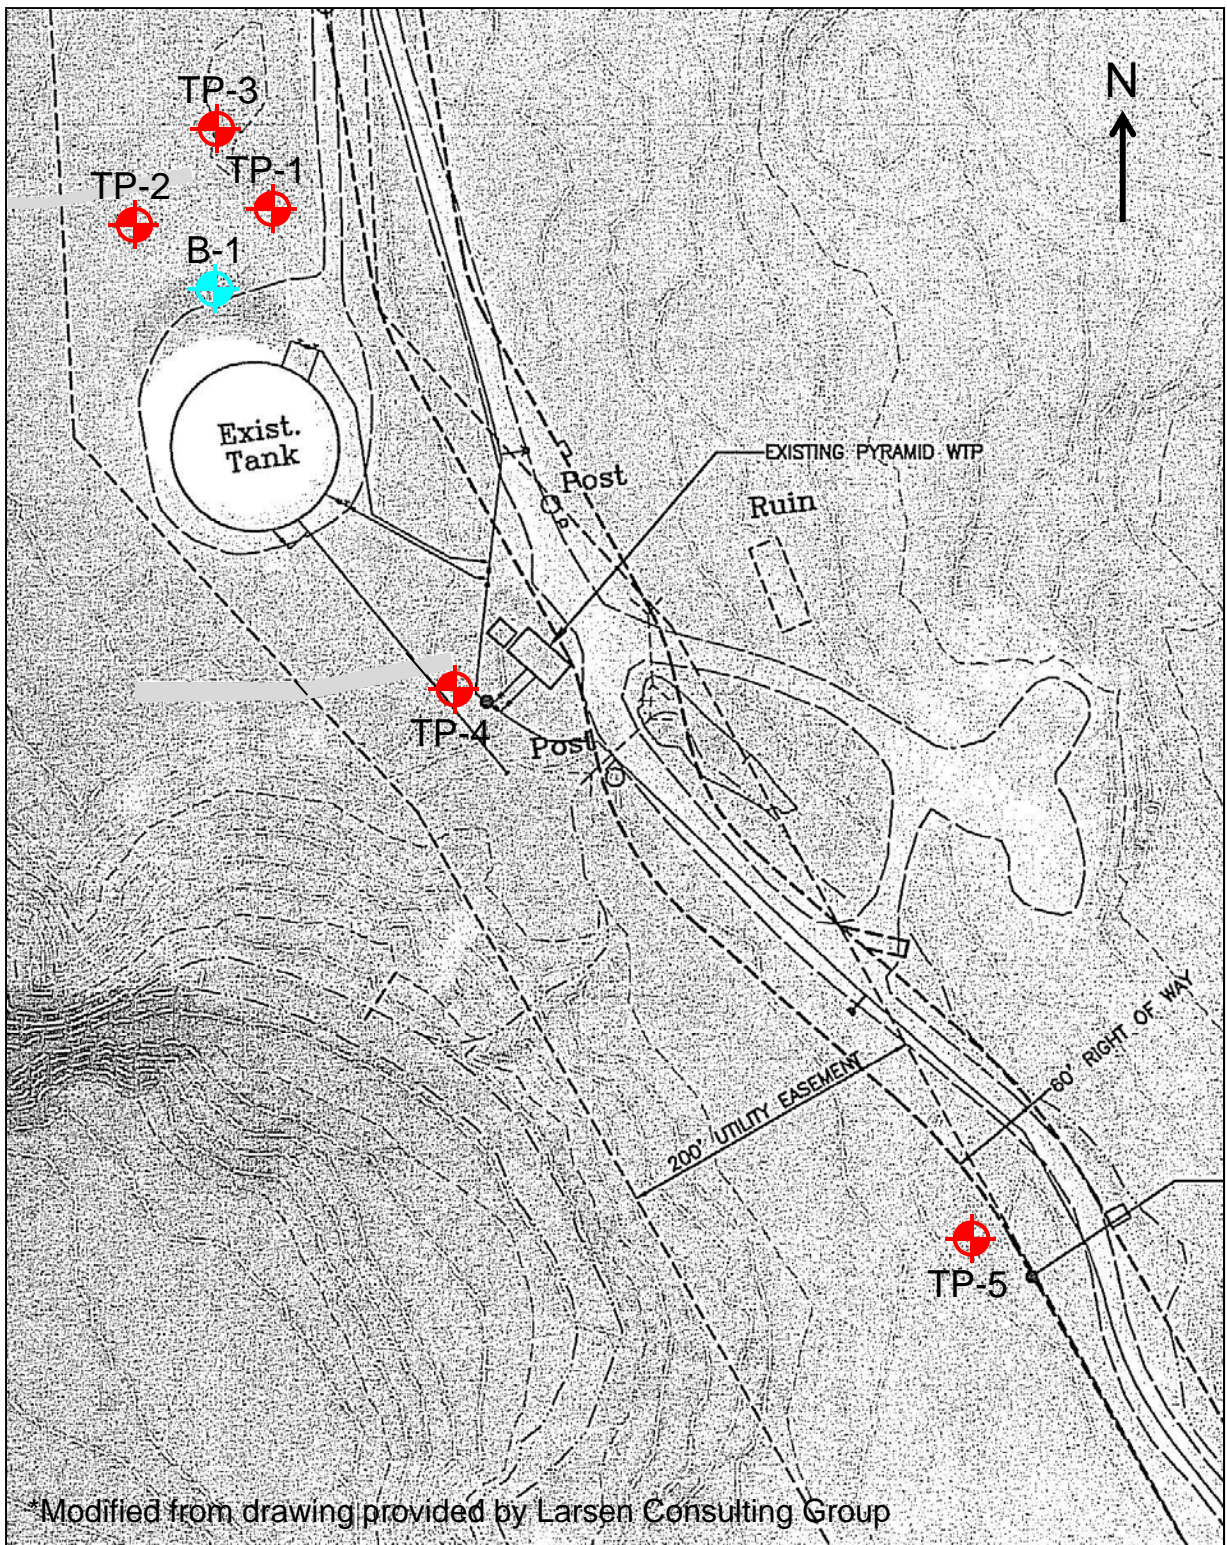 N
TP-3
TP-1
TP-2
B-1
Exist.
Tank
EXISTING PYRAMID WTP
Post
Ruin
TP-4
Post
200' UTILITY EASEMENT
60' RIGHT OF WAY
TP-5
*Modified from drawing provided by Larsen Consulting Group